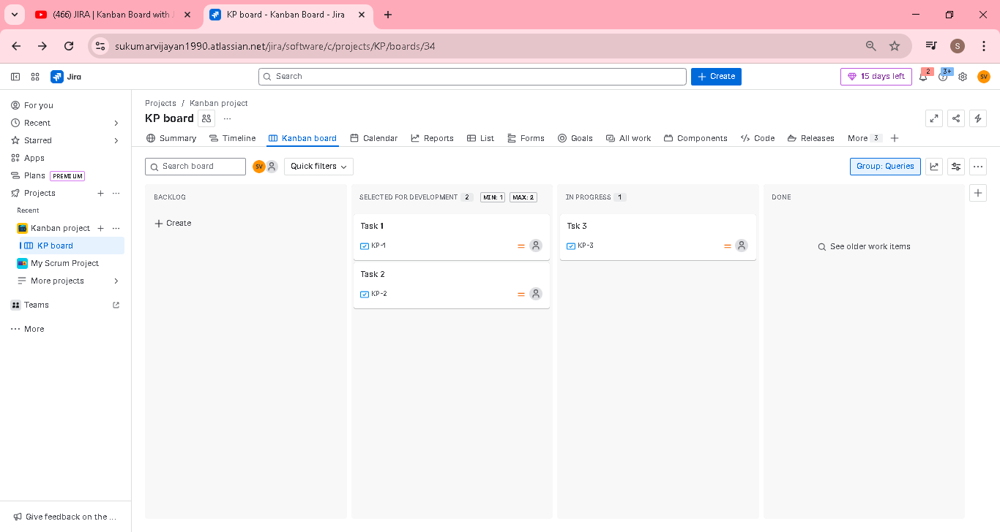 (466) JIRA | Kanban Board with J
KP board - Kanban Board - Jira
sukumarvijayan1990.atlassian.net/jira/software/c/projects/KP/boards/34
S
Jira
Search
Create
15 days left
2
3+
SV
For you
Recent
Starred
Apps
Plans PREMIUM
Projects
Recent
Kanban project
KP board
My Scrum Project
More projects
Teams
More
Give feedback on the ...
Projects / Kanban project
KP board
Summary Timeline Kanban board Calendar Reports List Forms Goals All work Components Code Releases More 3
Search board
SV
Quick filters
Group: Queries
BACKLOG
Create
SELECTED FOR DEVELOPMENT 2 MIN: 1 MAX: 2
Task 1
KP-1
Task 2
KP-2
IN PROGRESS 1
Tsk 3
KP-3
DONE
See older work items